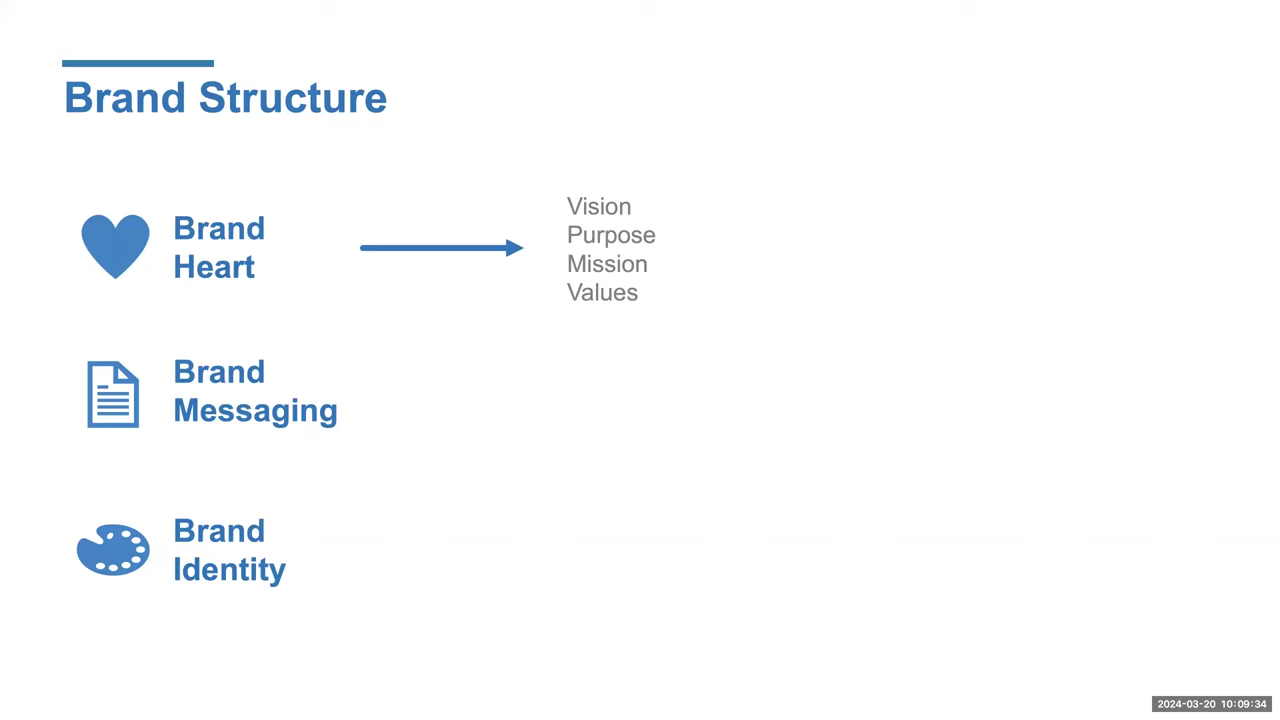 Brand Structure
Brand
Heart
Vision
Purpose
Mission
Values
Brand
Messaging
Brand
Identity
2024-03-20 10:09:34